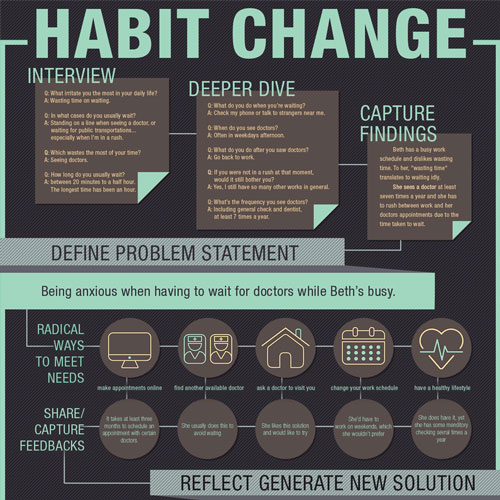 HABIT CHANGE
INTERVIEW
Q: What irritate you the most in your daily life?
A: Wasting time on waiting.
Q: In what cases do you usually wait?
A: Standing on a line when seeing a doctor, or
waiting for public transportations...
especially when I'm in a rash.
Q: Which wastes the most of your time?
A: Seeing doctors.
Q: How long do you usually wait?
A: between 20 minutes to a half hour.
The longest time has been an hour.
DEEPER DIVE
Q: What do you do when you're waiting?
A: Check my phone or talk to strangers near me.
Q: When do you see doctors?
A: Often in weekdays afternoon.
Q: What do you do after you saw doctors?
A: Go back to work.
Q: If you were not in a rush at that moment,
would it still bother you?
A: Yes, I still have so many other works in general.
Q: What's the frequency you see doctors?
A: Including general check and dentist,
at least 7 times a year.
CAPTURE
FINDINGS
Beth has a busy work
schedule and dislikes wasting
time. To her, "wasting time"
translates to waiting idly.
She sees a doctor at least
seven times a year and she has
to rush between work and her
doctors appointments due to the
time taken to wait.
DEFINE PROBLEM STATEMENT
Being anxious when having to wait for doctors while Beth's busy.
RADICAL
WAYS
TO MEET
NEEDS
make appointments online
find another available doctor
ask a doctor to visit you
change your work schedule
have a healthy lifestyle
SHARE/
CAPTURE
FEEDBACKS
It takes at least three
months to schedule an
appointment with certain
doctors
She usually does this to
avoid waiting
She likes this solution
and would like to try
She'd have to
work on weekends, which
she wouldn't prefer
She does have it, yet
she has some memitory
checking several times a
year
REFLECT GENERATE NEW SOLUTION